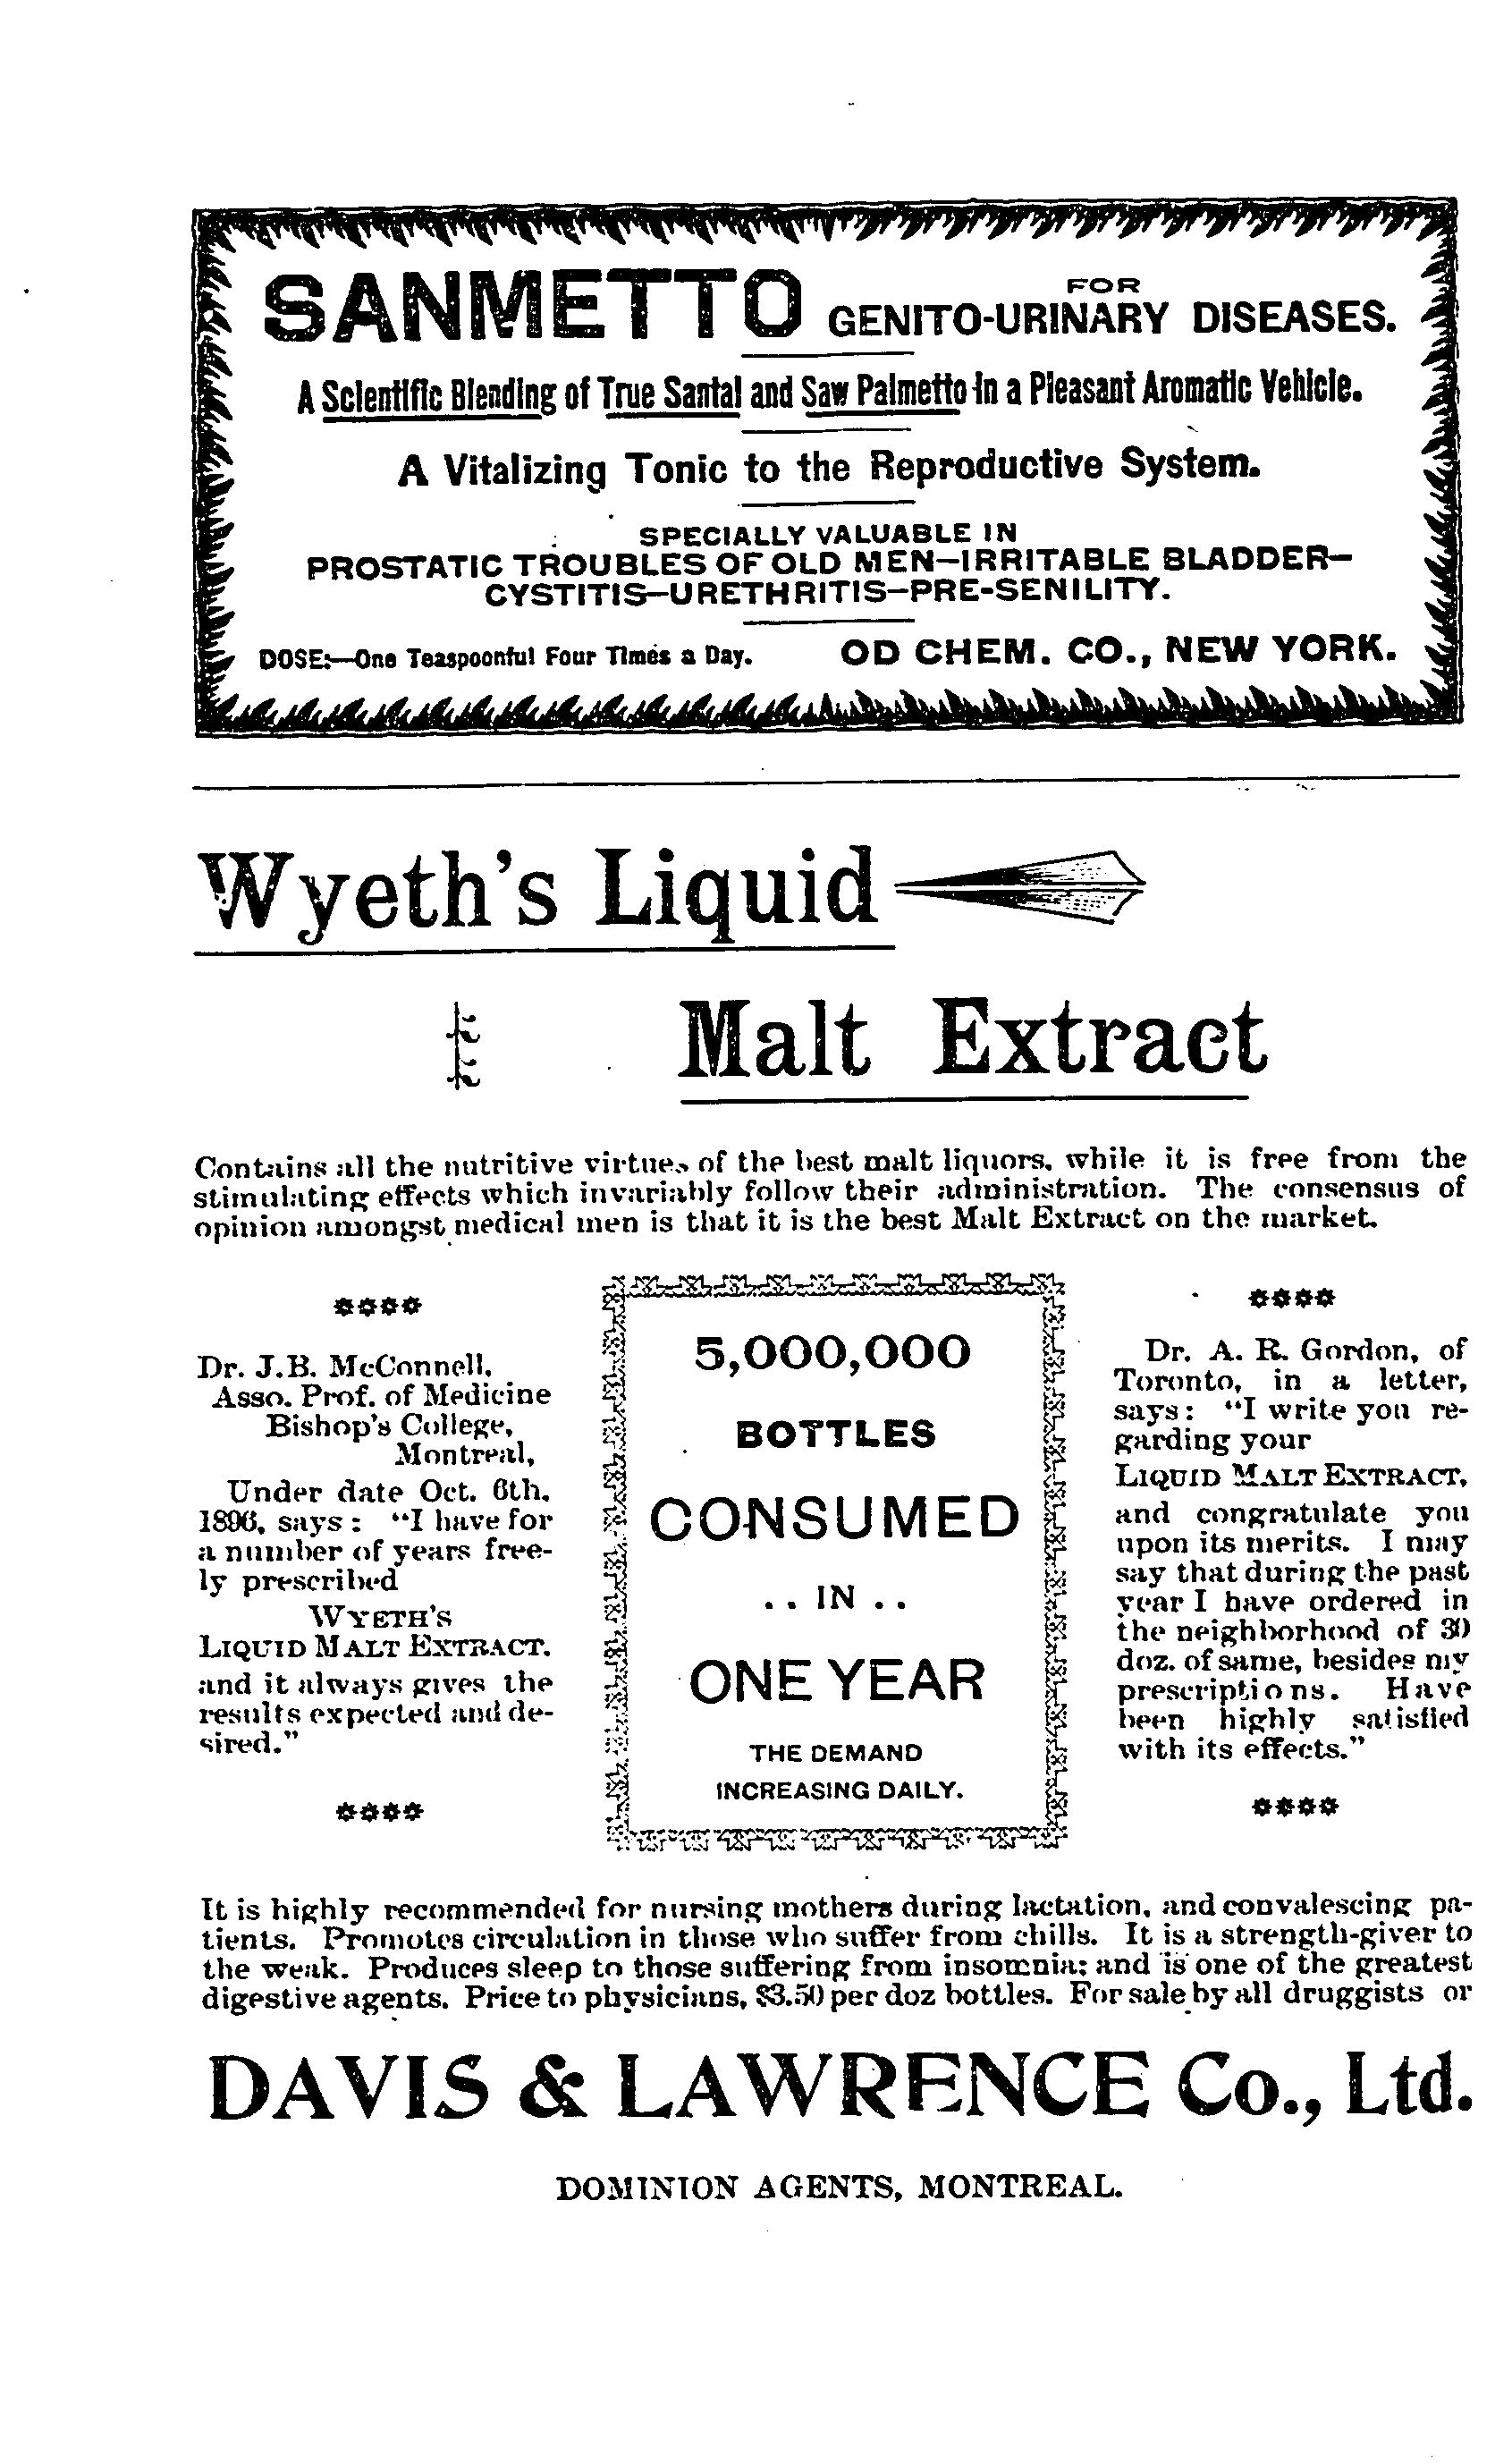 SANMETTO FOR GENITO-URINARY DISEASES.
A Scientific Blending of True Santal and Saw Palmetto in a Pleasant Aromatic Vehicle.
A Vitalizing Tonic to the Reproductive System.
SPECIALLY VALUABLE IN
PROSTATIC TROUBLES OF OLD MEN—IRRITABLE BLADDER—
CYSTITIS—URETHRITIS—PRE-SENILITY.
DOSE:—One Teaspoonful Four Times a Day. OD CHEM. CO., NEW YORK.
Wyeth's Liquid
Malt Extract
Contains all the nutritive virtues of the best malt liquors, while it is free from the
stimulating effects which invariably follow their administration. The consensus of
opinion amongst medical men is that it is the best Malt Extract on the market.
Dr. J.B. McConnell,
Asso. Prof. of Medicine
Bishop's College,
Montreal,
Under date Oct. 6th,
1896, says: "I have for
a number of years free-
ly prescribed
WYETH'S
LIQUID MALT EXTRACT.
and it always gives the
results expected and de-
sired."
5,000,000
BOTTLES
CONSUMED
.. IN ..
ONE YEAR
THE DEMAND
INCREASING DAILY.
Dr. A. R. Gordon, of
Toronto, in a letter,
says: "I write you re-
garding your
LIQUID MALT EXTRACT,
and congratulate you
upon its merits. I may
say that during the past
year I have ordered in
the neighborhood of 30
doz. of same, besides my
prescriptions. Have
been highly satisfied
with its effects."
It is highly recommended for nursing mothers during lactation, and convalescing pa-
tients. Promotes circulation in those who suffer from chills. It is a strength-giver to
the weak. Produces sleep to those suffering from insomnia; and is one of the greatest
digestive agents. Price to physicians, $3.50 per doz bottles. For sale by all druggists or
DAVIS & LAWRENCE Co., Ltd.
DOMINION AGENTS, MONTREAL.